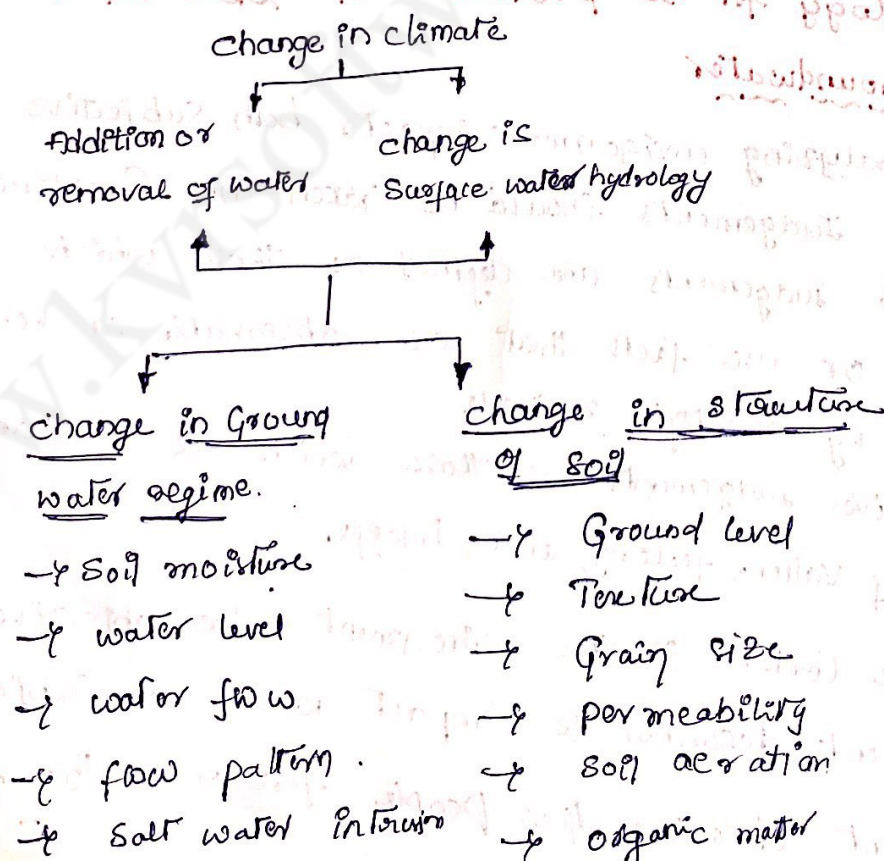 change in climate
Addition or
removal of water
change is
Surface water hydrology
change in Ground
water regime.
→ Soil moisture
→ water level
→ water flow
→ flow pattern.
→ Salt water intrusion
change in structure
of soil
→ Ground level
→ Texture
→ Grain size
→ permeability
→ soil aeration
→ organic matter